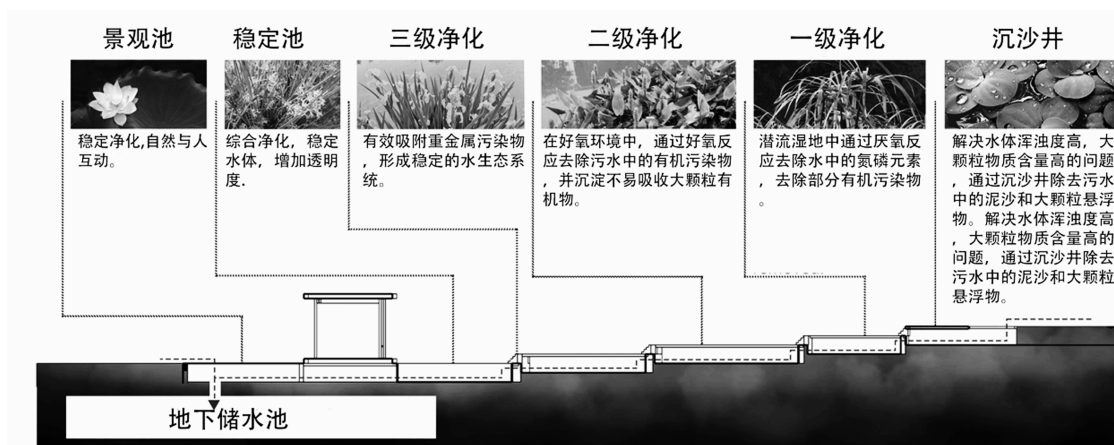 景观池
稳定池
三级净化
二级净化
一级净化
沉沙井
稳定净化,自然与人
互动。
综合净化，稳定
水体，增加透明
度.
有效吸附重金属污染物
，形成稳定的水生态系
统。
在好氧环境中，通过好氧反
应去除污水中的有机污染物
，并沉淀不易吸收大颗粒有
机物。
潜流湿地中通过厌氧反
应去除水中的氮磷元素
，去除部分有机污染物
。
解决水体浑浊度高，大
颗粒物质含量高的问题
，通过沉沙井除去污水
中的泥沙和大颗粒悬浮
物。解决水体浑浊度高
，大颗粒物质含量高的
问题，通过沉沙井除去
污水中的泥沙和大颗粒
悬浮物。
地下储水池